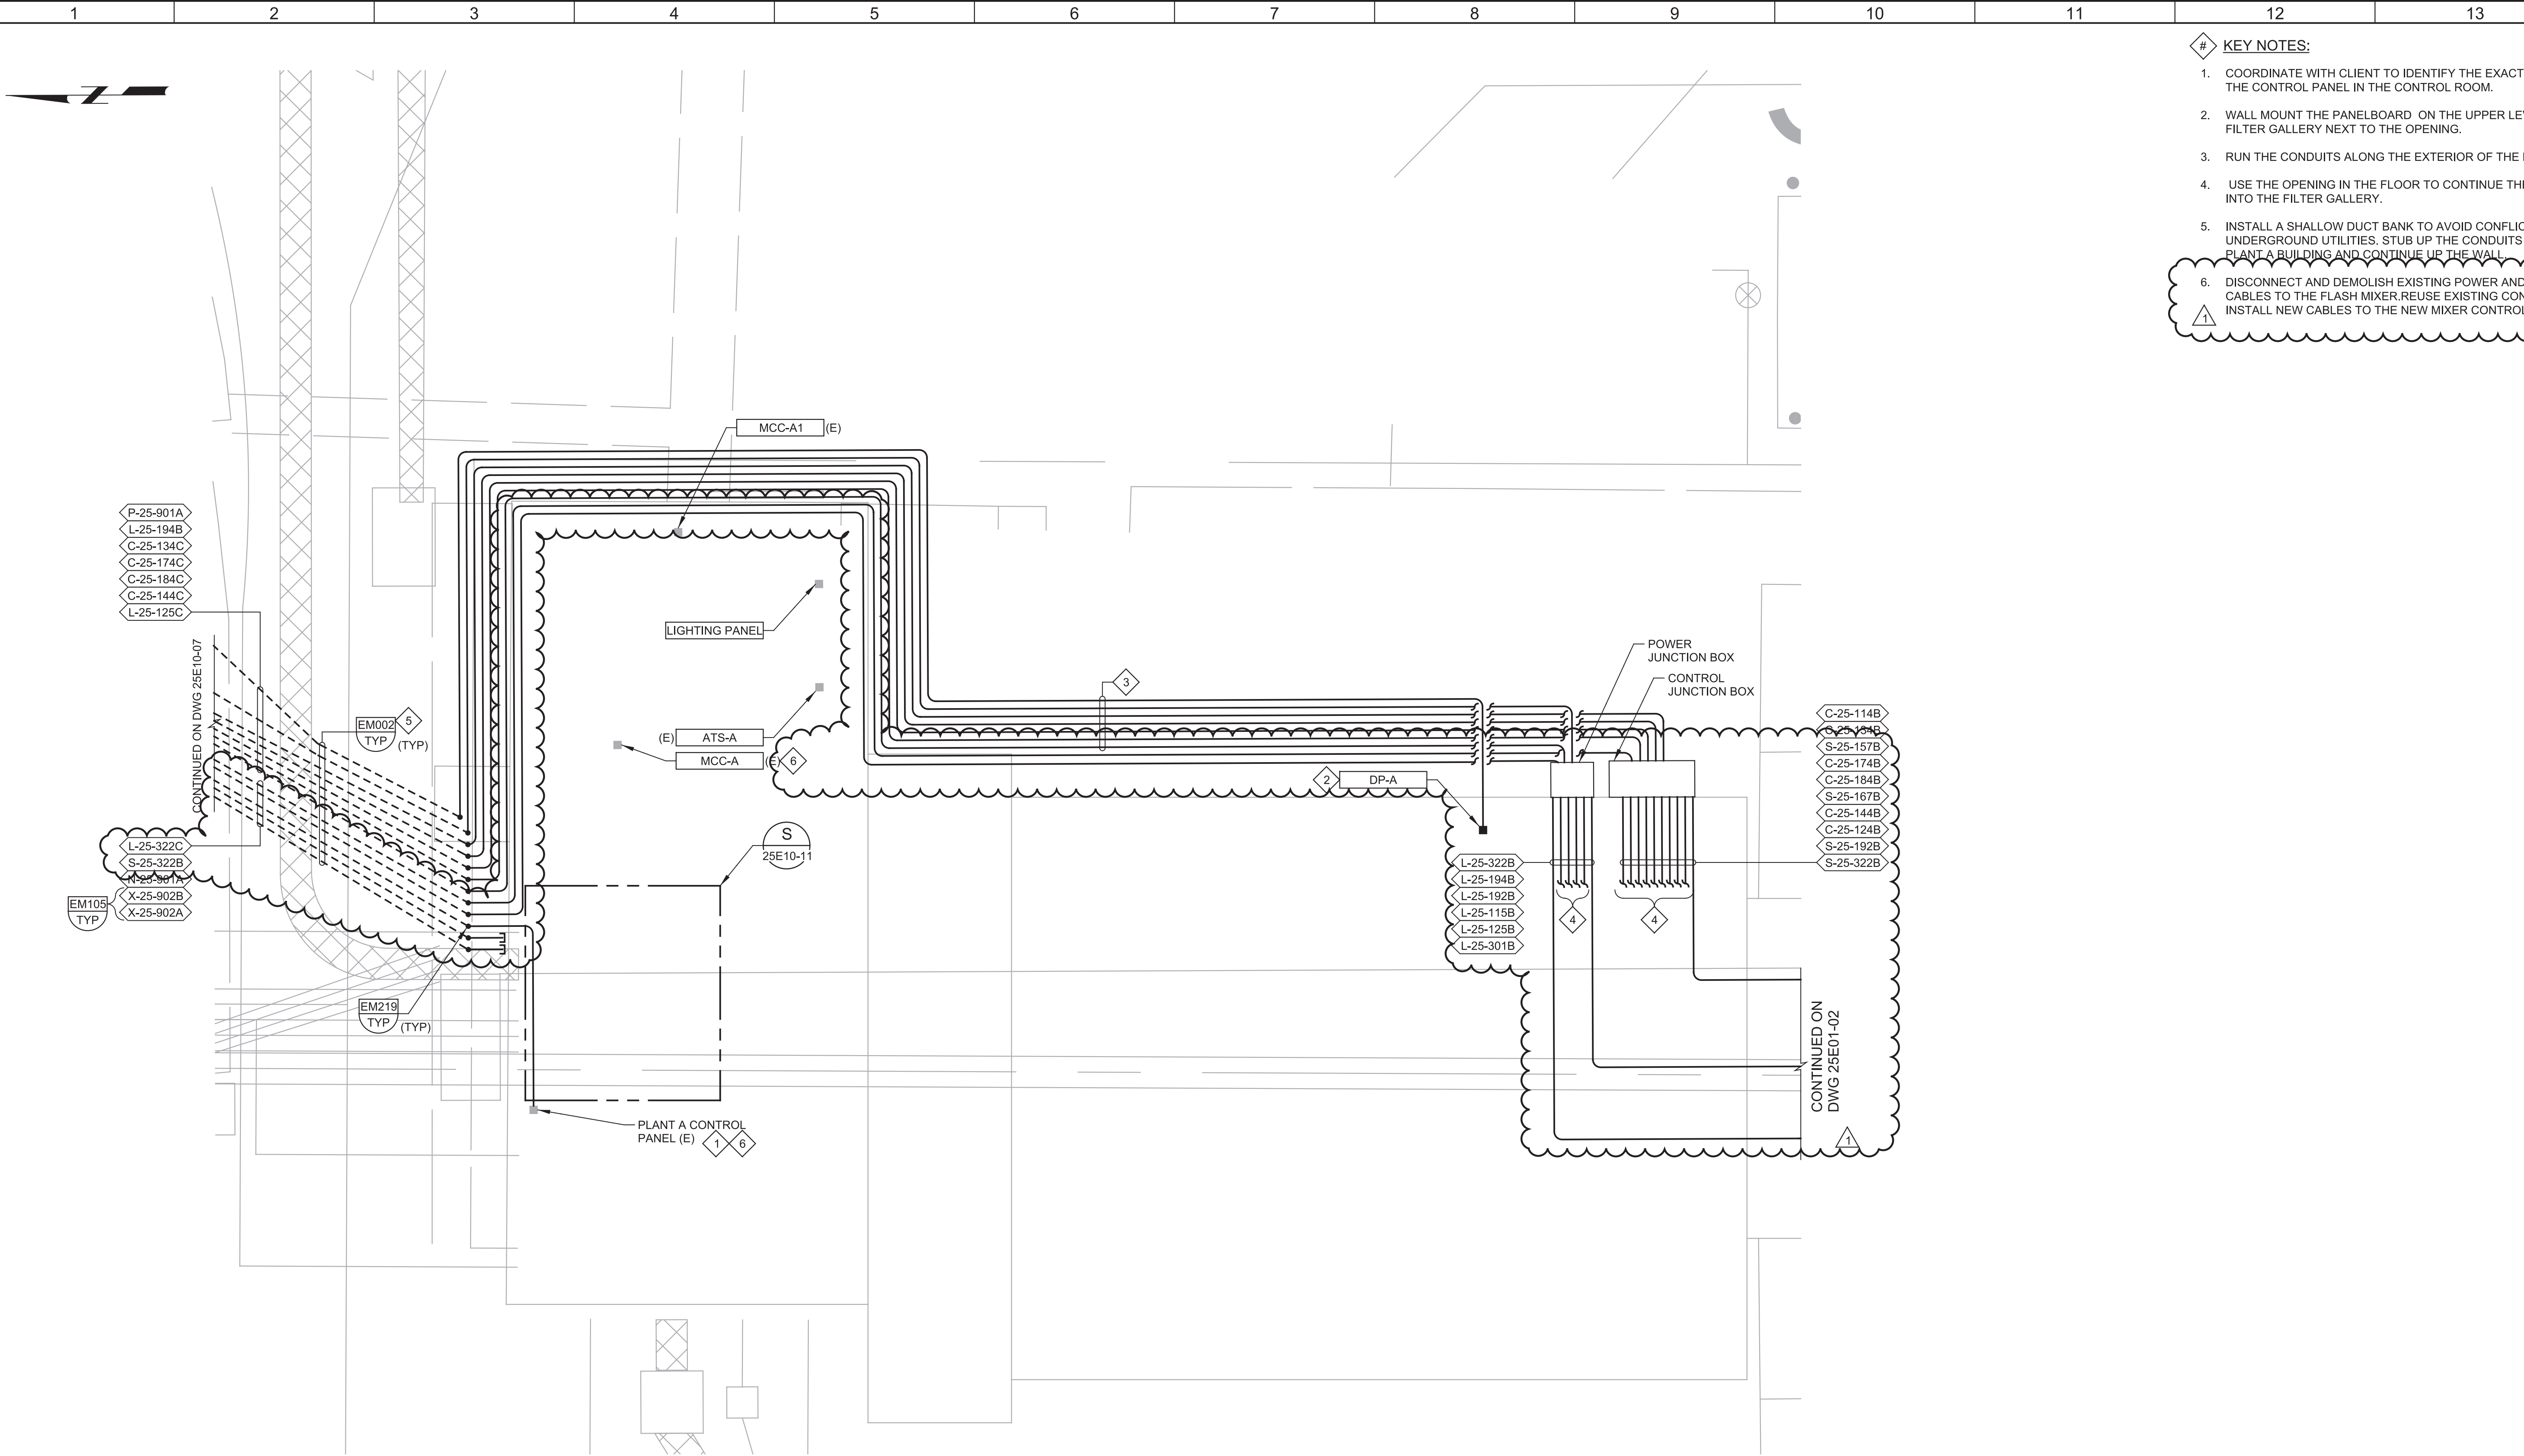 1 2 3 4 5 6 7 8 9 10 11 12 13
# KEY NOTES:
1. COORDINATE WITH CLIENT TO IDENTIFY THE EXACT
THE CONTROL PANEL IN THE CONTROL ROOM.
2. WALL MOUNT THE PANELBOARD ON THE UPPER
FILTER GALLERY NEXT TO THE OPENING.
3. RUN THE CONDUITS ALONG THE EXTERIOR OF THE
4. USE THE OPENING IN THE FLOOR TO CONTINUE
INTO THE FILTER GALLERY.
5. INSTALL A SHALLOW DUCT BANK TO AVOID
UNDERGROUND UTILITIES. STUB UP THE CONDUITS
PLANT A BUILDING AND CONTINUE UP THE WALL.
6. DISCONNECT AND DEMOLISH EXISTING POWER AND
CABLES TO THE FLASH MIXER.REUSE EXISTING
1 INSTALL NEW CABLES TO THE NEW MIXER
Z
MCC-A1 (E)
P-25-901A
L-25-194B
C-25-134C
C-25-174C
C-25-184C
C-25-144C
L-25-125C
CONTINUED ON DWG 25E10-07
EM002
TYP
5
(TYP)
LIGHTING PANEL
(E) ATS-A
MCC-A (E) 6
3
POWER
JUNCTION BOX
CONTROL
JUNCTION BOX
2 DP-A
C-25-114B
C-25-134B
S-25-157B
C-25-174B
C-25-184B
S-25-167B
C-25-144B
C-25-124B
S-25-192B
S-25-322B
L-25-322C
S-25-322B
N-25-901A
X-25-902B
X-25-902A
EM105
TYP
S
25E10-11
L-25-322B
L-25-194B
L-25-192B
L-25-115B
L-25-125B
L-25-301B
4
4
EM219
TYP
(TYP)
CONTINUED ON
DWG 25E01-02
1
PLANT A CONTROL
PANEL (E) 1 6